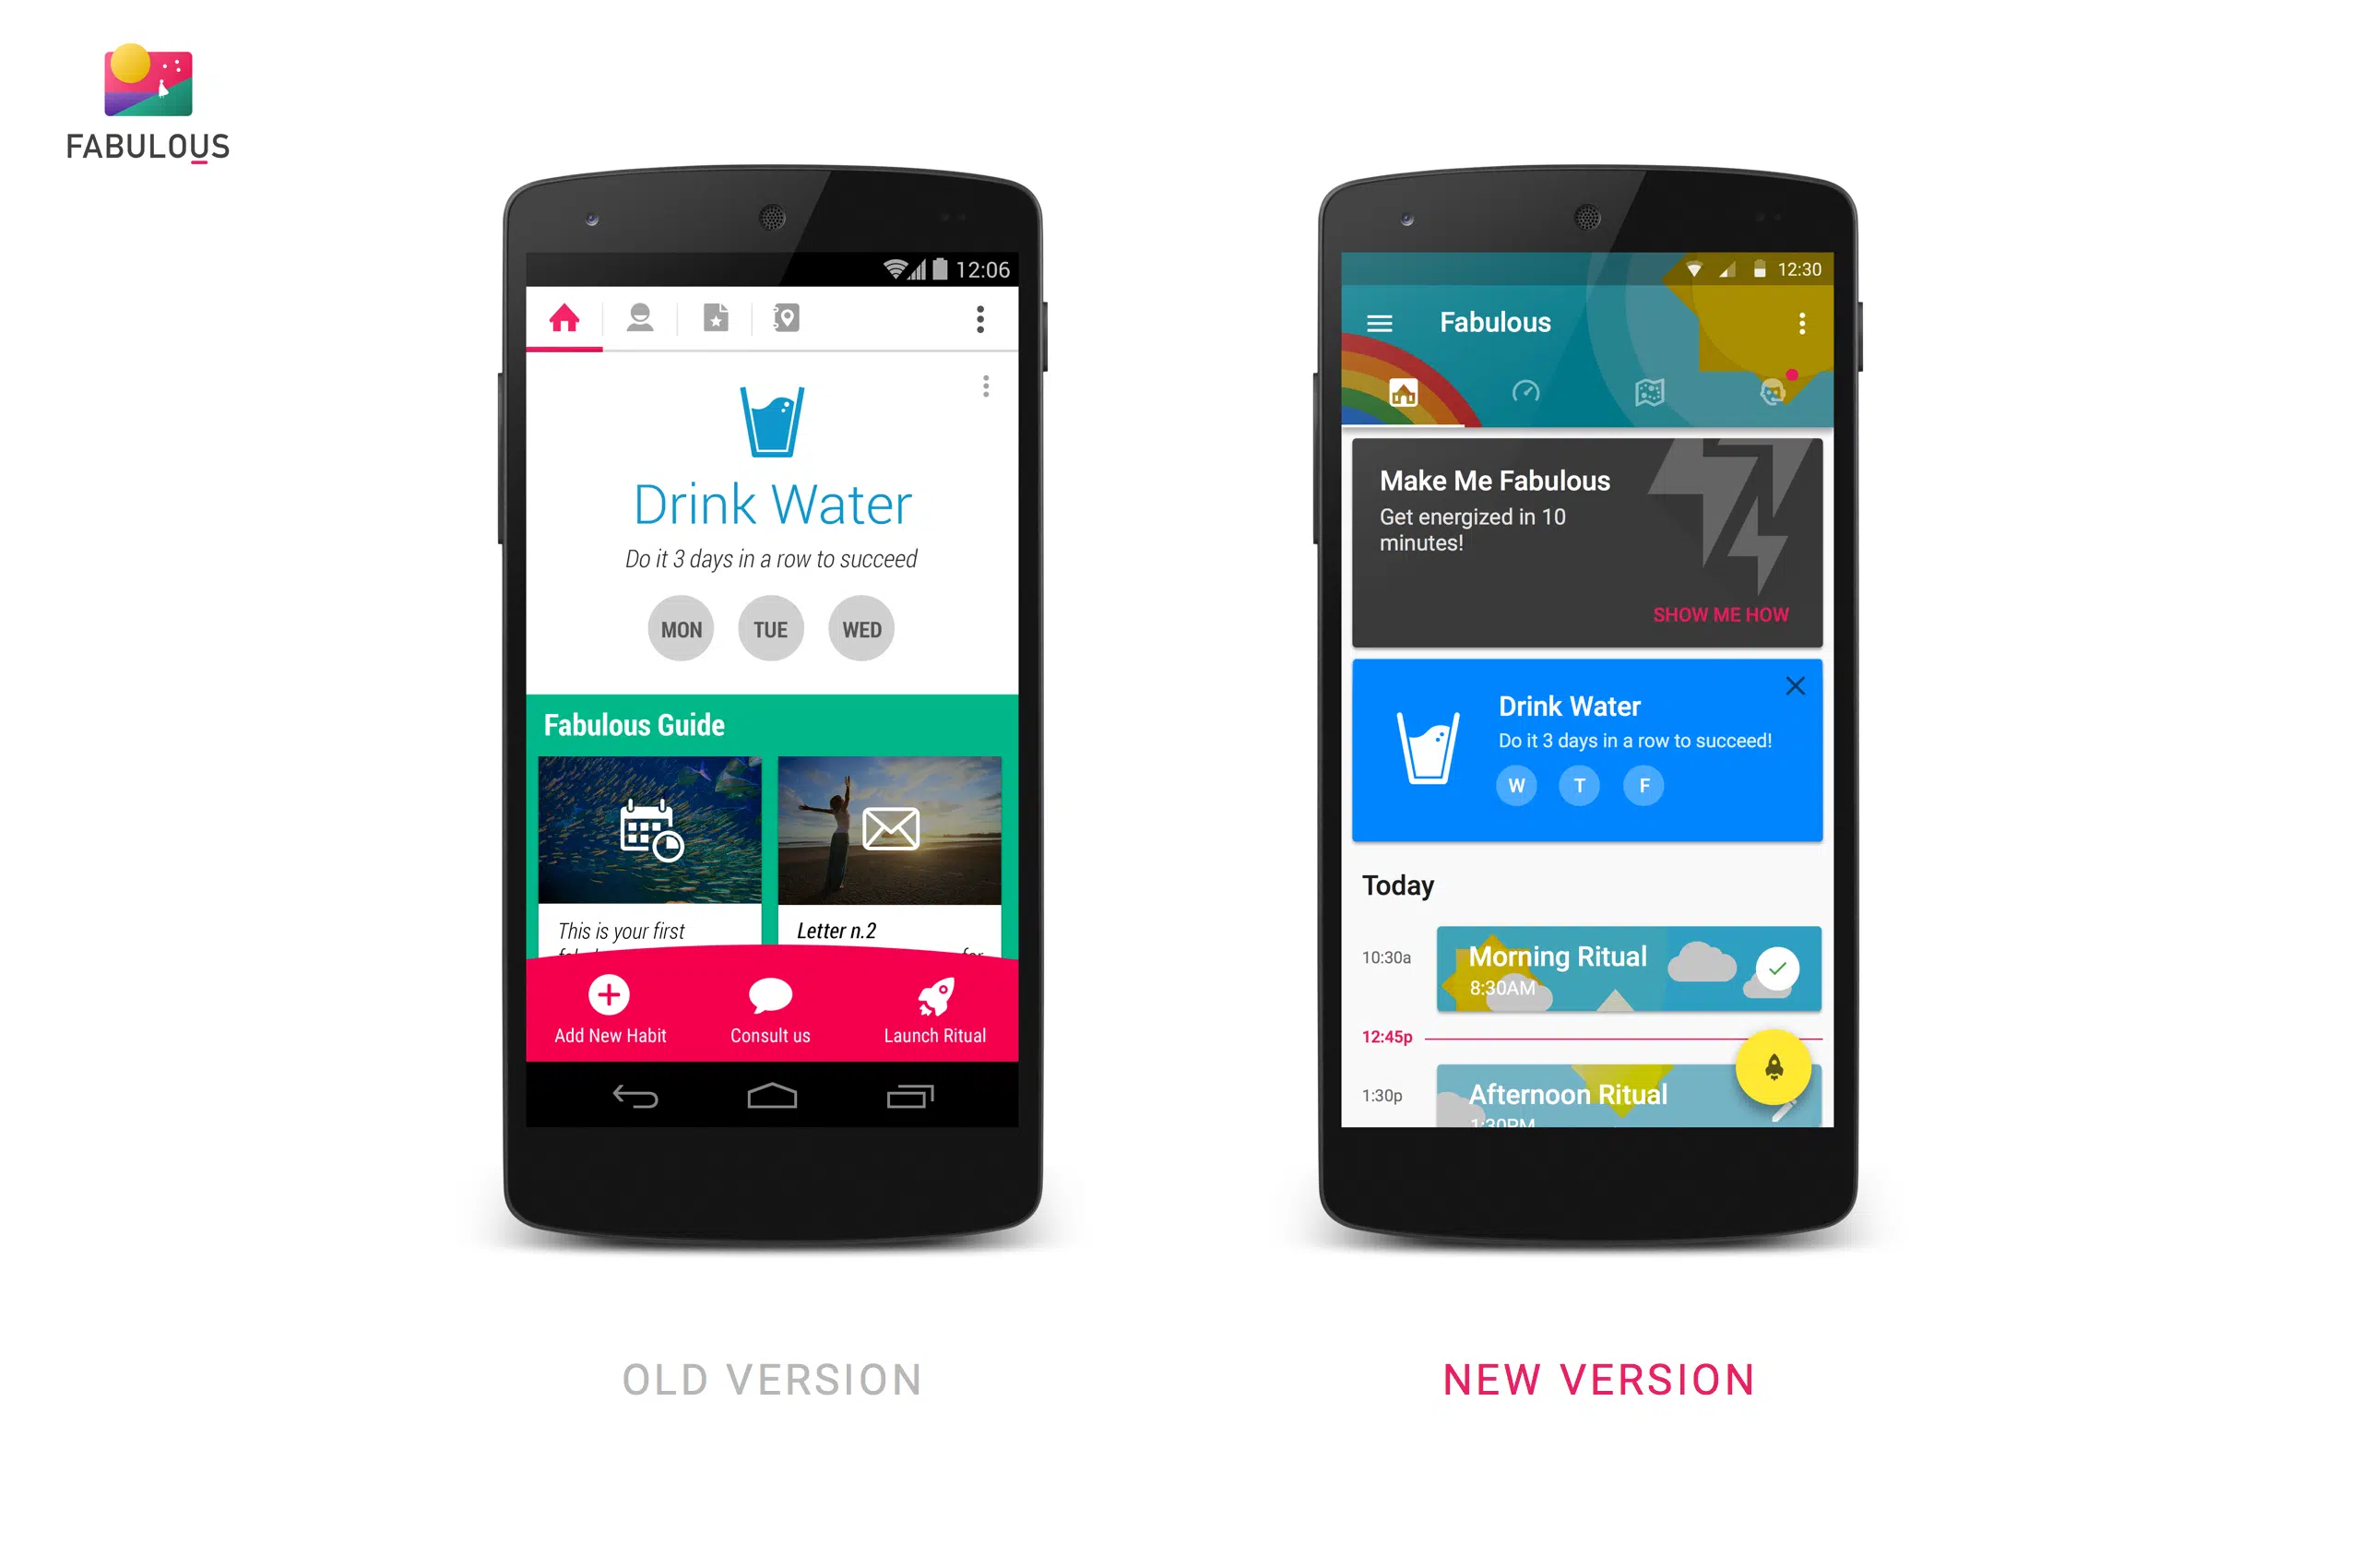 FABULOUS
12:06
Drink Water
Do it 3 days in a row to succeed
MON TUE WED
Fabulous Guide
This is your first
Letter n.2
for
Add New Habit
Consult us
Launch Ritual
OLD VERSION
12:30
Fabulous
Make Me Fabulous
Get energized in 10
minutes!
SHOW ME HOW
Drink Water
Do it 3 days in a row to succeed!
W T F
Today
10:30a
Morning Ritual
8:30AM
12:45p
1:30p
Afternoon Ritual
1:30PM
NEW VERSION